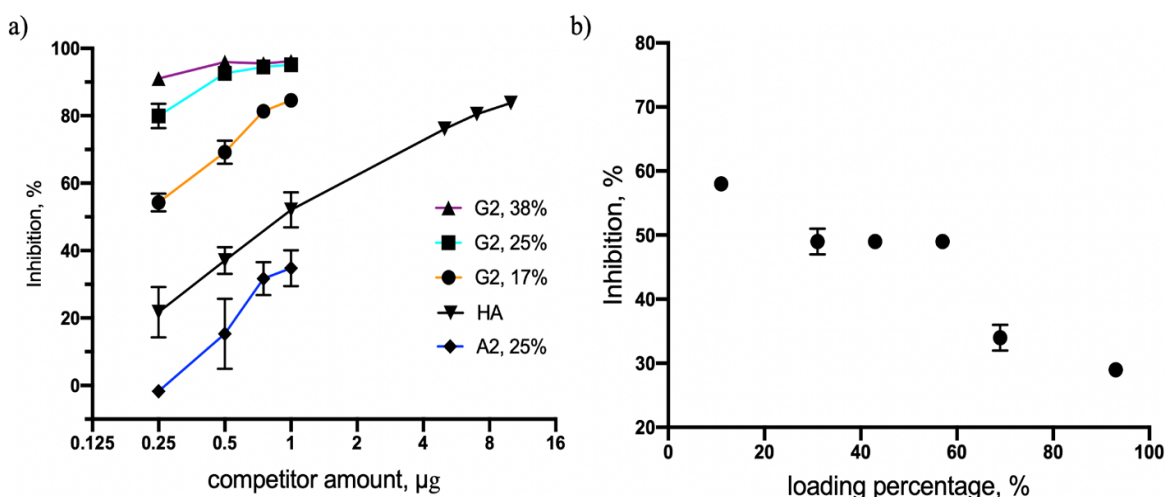 a)
100
80
60
40
20
0
Inhibition, %
0.125 0.25 0.5 1 2 4 8 16
competitor amount, µg
G2, 38%
G2, 25%
G2, 17%
HA
A2, 25%
b)
80
70
60
50
40
30
20
Inhibition, %
0 20 40 60 80 100
loading percentage, %